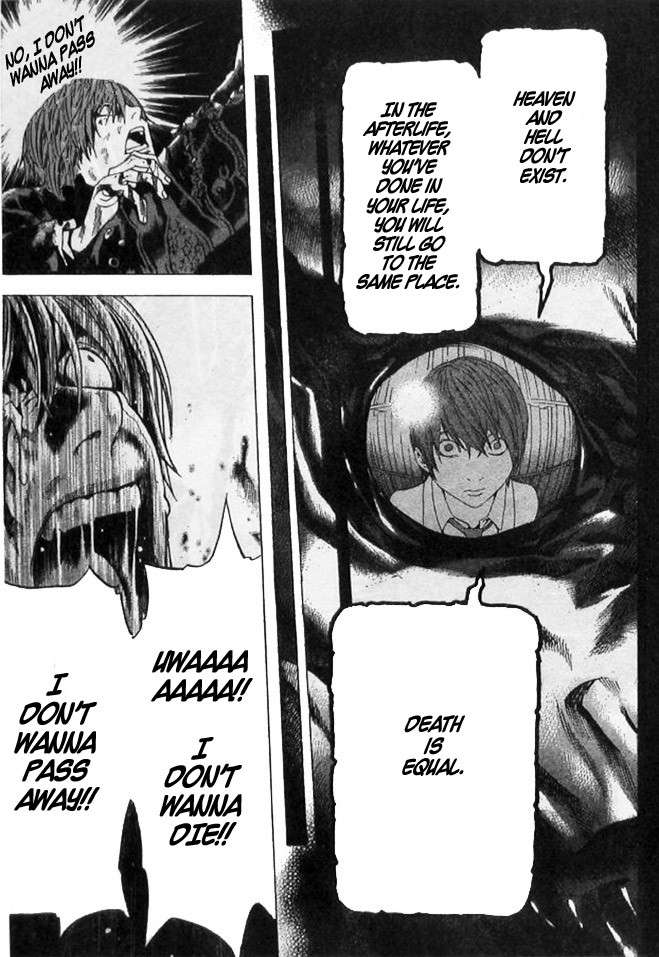 HEAVEN
AND
HELL
DON'T
EXIST.
IN THE
AFTERLIFE,
WHATEVER
YOU'VE
DONE IN
YOUR LIFE,
YOU WILL
STILL GO
TO THE
SAME PLACE.
DEATH
IS
EQUAL.
NO, I DON'T
WANNA PASS
AWAY!!
UWAAAA
AAAAA!!
I
DON'T
WANNA
DIE!!
I
DON'T
WANNA
PASS
AWAY!!